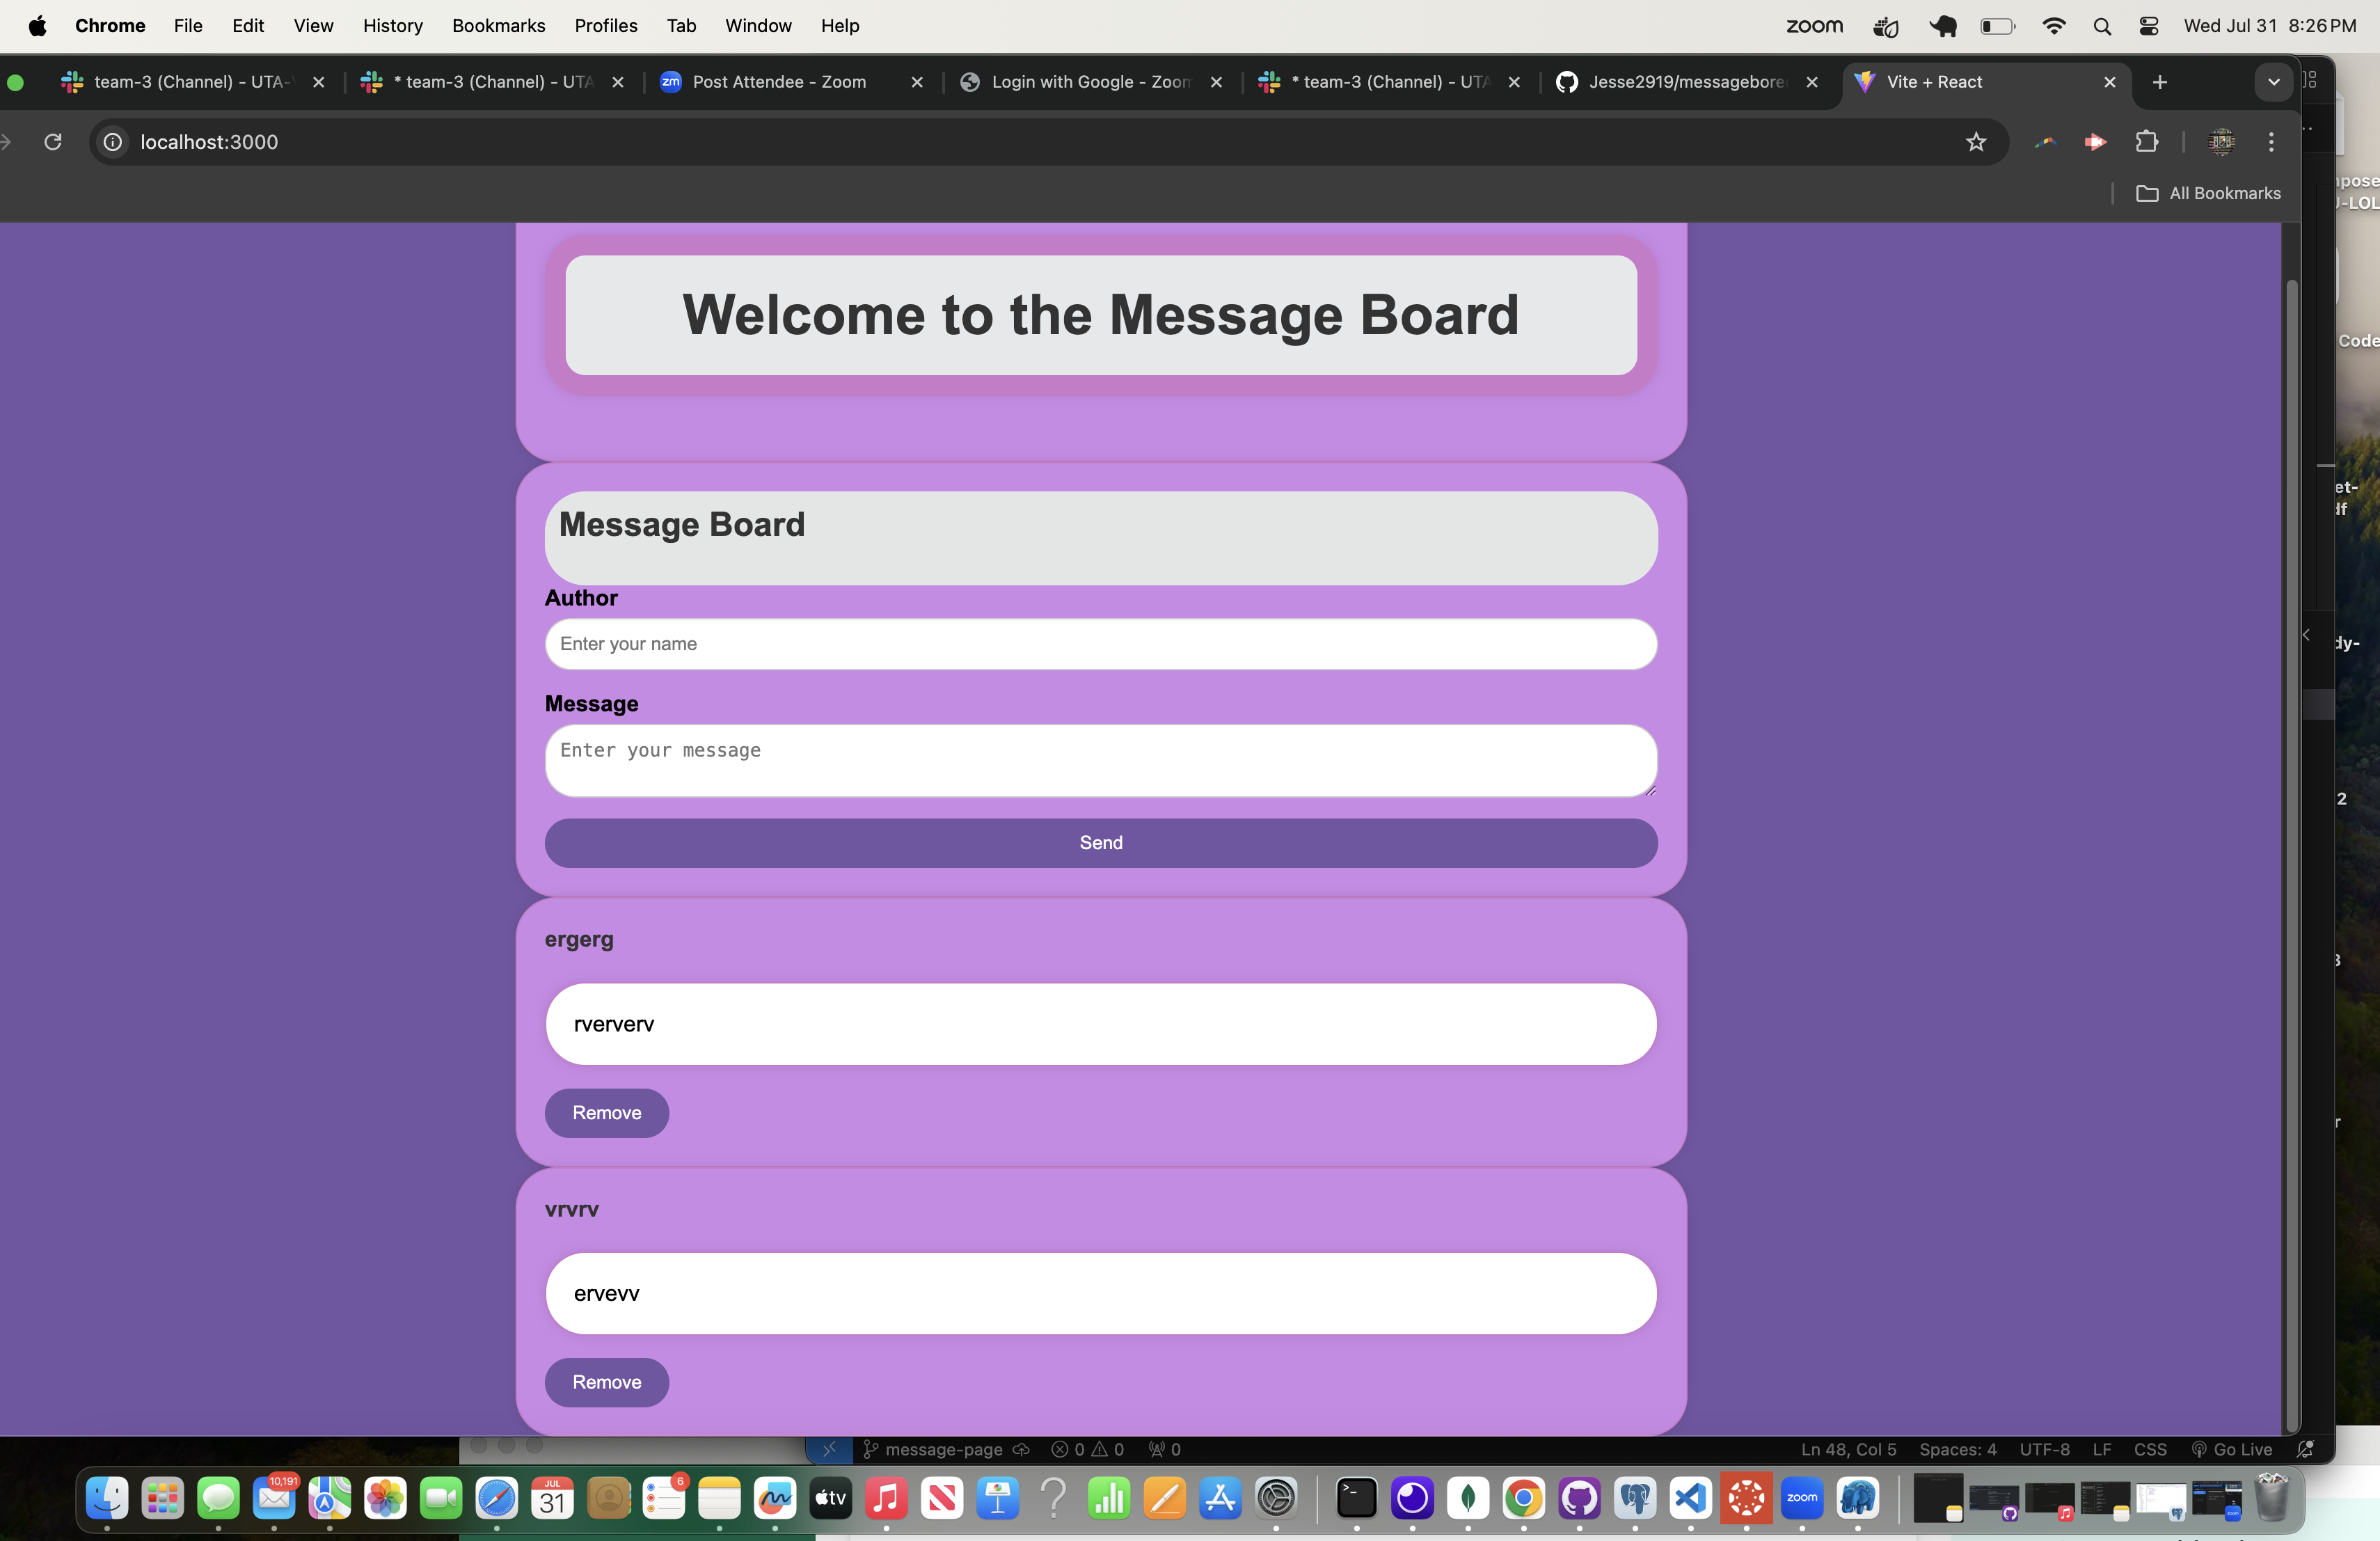 Chrome File Edit View History Bookmarks Profiles Tab Window Help zoom Wed Jul 31 8:26 PM
team-3 (Channel) - UTA- * team-3 (Channel) - UTA zm Post Attendee - Zoom Login with Google - Zoom * team-3 (Channel) - UTA Jesse2919/messagebore Vite + React
localhost:3000
All Bookmarks
Code
Welcome to the Message Board
Message Board
Author
Enter your name
Message
Enter your message
Send
ergerg
rververv
Remove
vrvrv
ervevv
Remove
message-page 0 0 0 Ln 48, Col 5 Spaces: 4 UTF-8 LF CSS Go Live
10,191 JUL 31 6 tv zoom